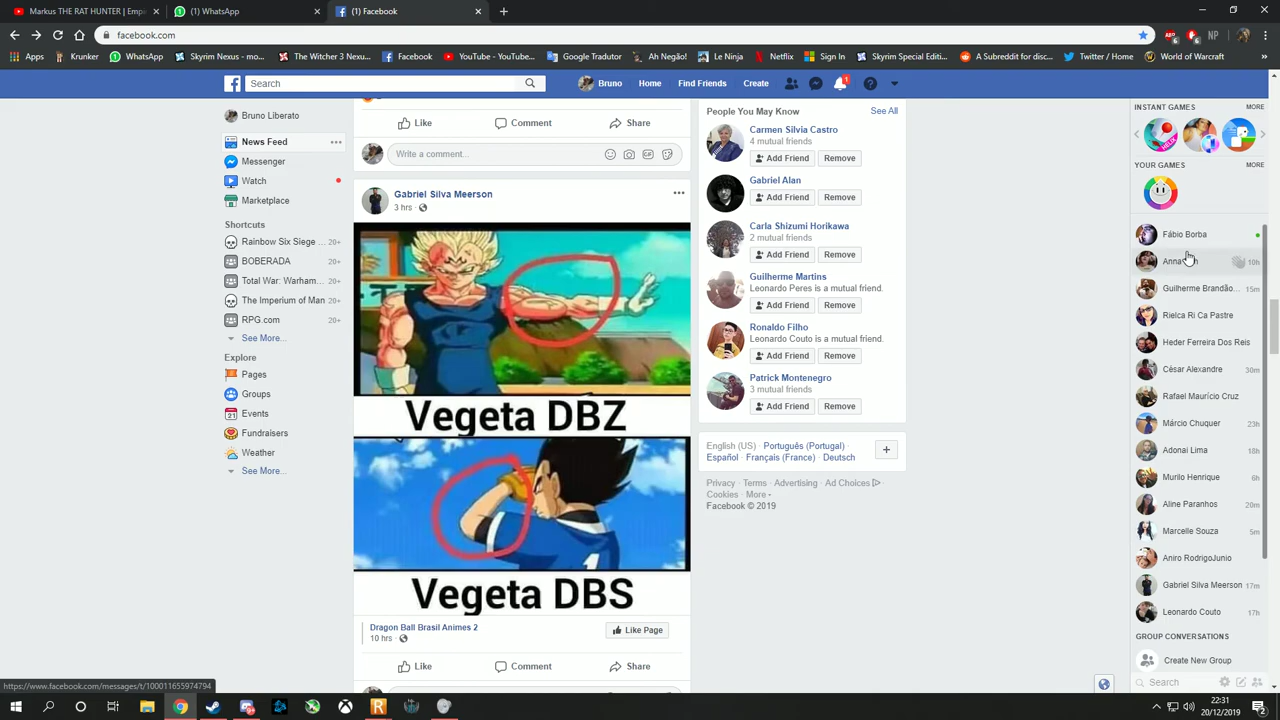 Markus THE RAT HUNTER | Emp
(1) WhatsApp
(1) Facebook
facebook.com
Apps
Krunker
WhatsApp
Skyrim Nexus - mo...
The Witcher 3 Nexu...
Facebook
YouTube - YouTube
Google Tradutor
Ah Negão!
Le Ninja
Netflix
Sign In
Skyrim Special Editi...
A Subreddit for disc...
Twitter / Home
World of Warcraft
Search
Bruno
Home
Find Friends
Create
1
Bruno Liberato
News Feed
Messenger
Watch
Marketplace
Shortcuts
Rainbow Six Siege ... 20+
BOBERADA 20+
Total War: Warham... 20+
The Imperium of Man 20+
RPG.com 20+
See More...
Explore
Pages
Groups
Events
Fundraisers
Weather
See More...
Like
Comment
Share
Write a comment...
Gabriel Silva Meerson
3 hrs
Vegeta DBZ
Vegeta DBS
Dragon Ball Brasil Animes 2
10 hrs
Like Page
Like
Comment
Share
People You May Know
See All
Carmen Silvia Castro
4 mutual friends
Add Friend
Remove
Gabriel Alan
Add Friend
Remove
Carla Shizumi Horikawa
2 mutual friends
Add Friend
Remove
Guilherme Martins
Leonardo Peres is a mutual friend.
Add Friend
Remove
Ronaldo Filho
Leonardo Couto is a mutual friend.
Add Friend
Remove
Patrick Montenegro
3 mutual friends
Add Friend
Remove
English (US) · Português (Portugal) ·
Español · Français (France) · Deutsch
Privacy · Terms · Advertising · Ad Choices ·
Cookies · More
Facebook © 2019
INSTANT GAMES
MORE
YOUR GAMES
MORE
Fábio Borba
Anna
10h
Guilherme Brandão... 15m
Rielca Ri Ca Pastre
Heder Ferreira Dos Reis
César Alexandre 30m
Rafael Maurício Cruz
Márcio Chuquer 23h
Adonai Lima 18h
Murilo Henrique 6h
Aline Paranhos 20m
Marcelle Souza 5m
Aniro RodrigoJunio
Gabriel Silva Meerson 17m
Leonardo Couto 17h
GROUP CONVERSATIONS
Create New Group
Search
https://www.facebook.com/messages/t/100011655974794
22:31
20/12/2019
2